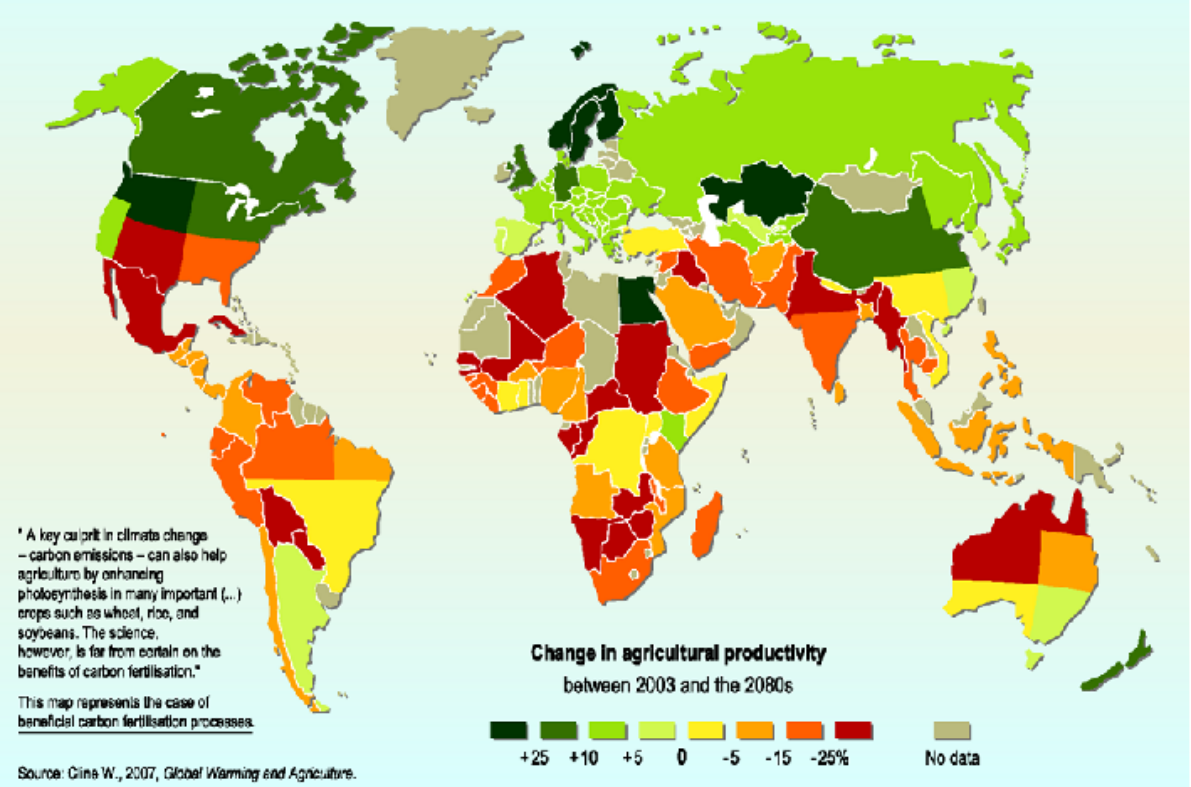 " A key culprit in climate change
– carbon emissions – can also help
agriculture by enhancing
photosynthesis in many important (...)
crops such as wheat, rice, and
soybeans. The science,
however, is far from certain on the
benefits of carbon fertilisation."
This map represents the case of
beneficial carbon fertilisation processes.
Source: Cline W., 2007, Global Warming and Agriculture.
Change in agricultural productivity
between 2003 and the 2080s
+25 +10 +5 0 -5 -15 -25% No data